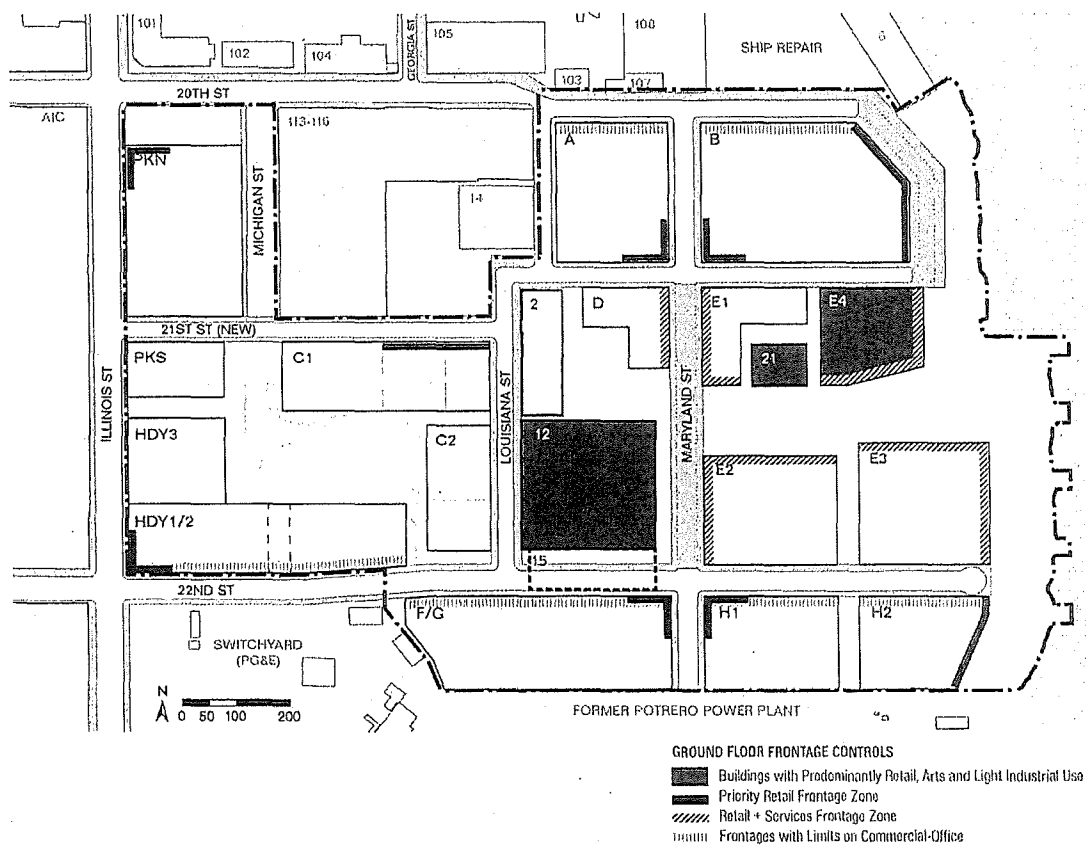 101
102
104
GEORGIA ST
105
108
6
SHIP REPAIR
103
107
20TH ST
AIC
113-116
A
B
PKN
MICHIGAN ST
14
2
D
E1
E4
21ST ST (NEW)
PKS
C1
21
ILLINOIS ST
LOUISIANA ST
MARYLAND ST
HDY3
C2
12
E2
E3
HDY1/2
15
22ND ST
F/G
H1
H2
SWITCHYARD
(PG&E)
N
0 50 100 200
FORMER POTRERO POWER PLANT
GROUND FLOOR FRONTAGE CONTROLS
Buildings with Predominantly Retail, Arts and Light Industrial Use
Priority Retail Frontage Zone
Retail + Services Frontage Zone
Frontages with Limits on Commercial-Office